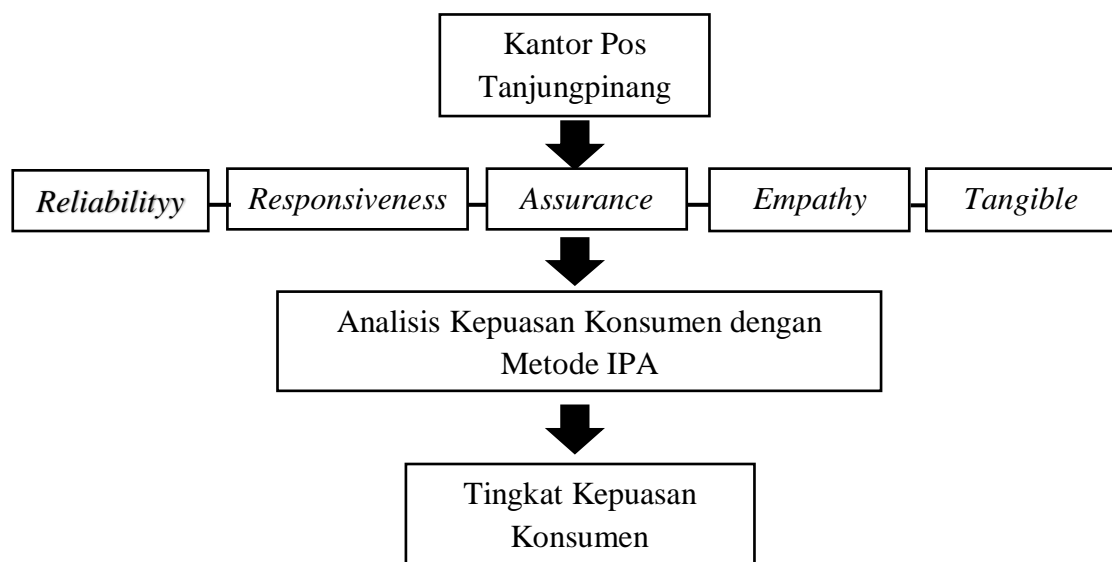 Kantor Pos
Tanjungpinang
Reliabilityy
Responsiveness
Assurance
Empathy
Tangible
Analisis Kepuasan Konsumen dengan
Metode IPA
Tingkat Kepuasan
Konsumen